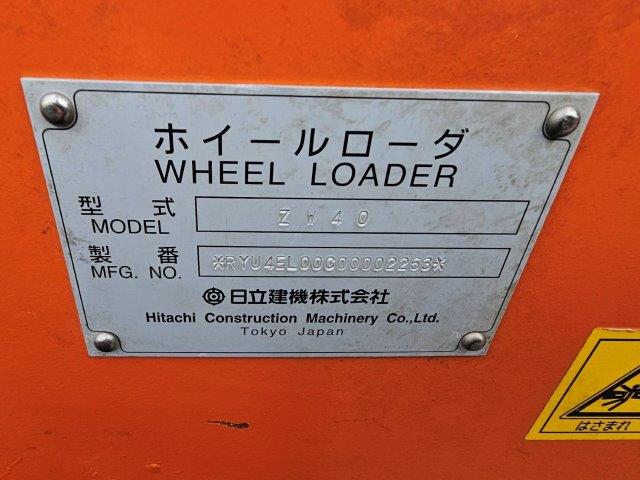 ホイールローダ
WHEEL LOADER
型式 ZW40
MODEL
製番 *RYU4EL00C00002263*
MFG. NO.
日立建機株式会社
Hitachi Construction Machinery Co.,Ltd.
Tokyo Japan
はさまれ